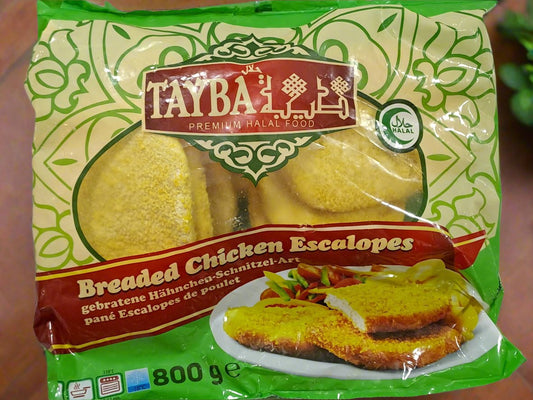 حلال
TAYBA طيبة
PREMIUM HALAL FOOD
حلال
HALAL
Breaded Chicken Escalopes
gebratene Hähnchen-Schnitzel-Art
pané Escalopes de poulet
800 g e